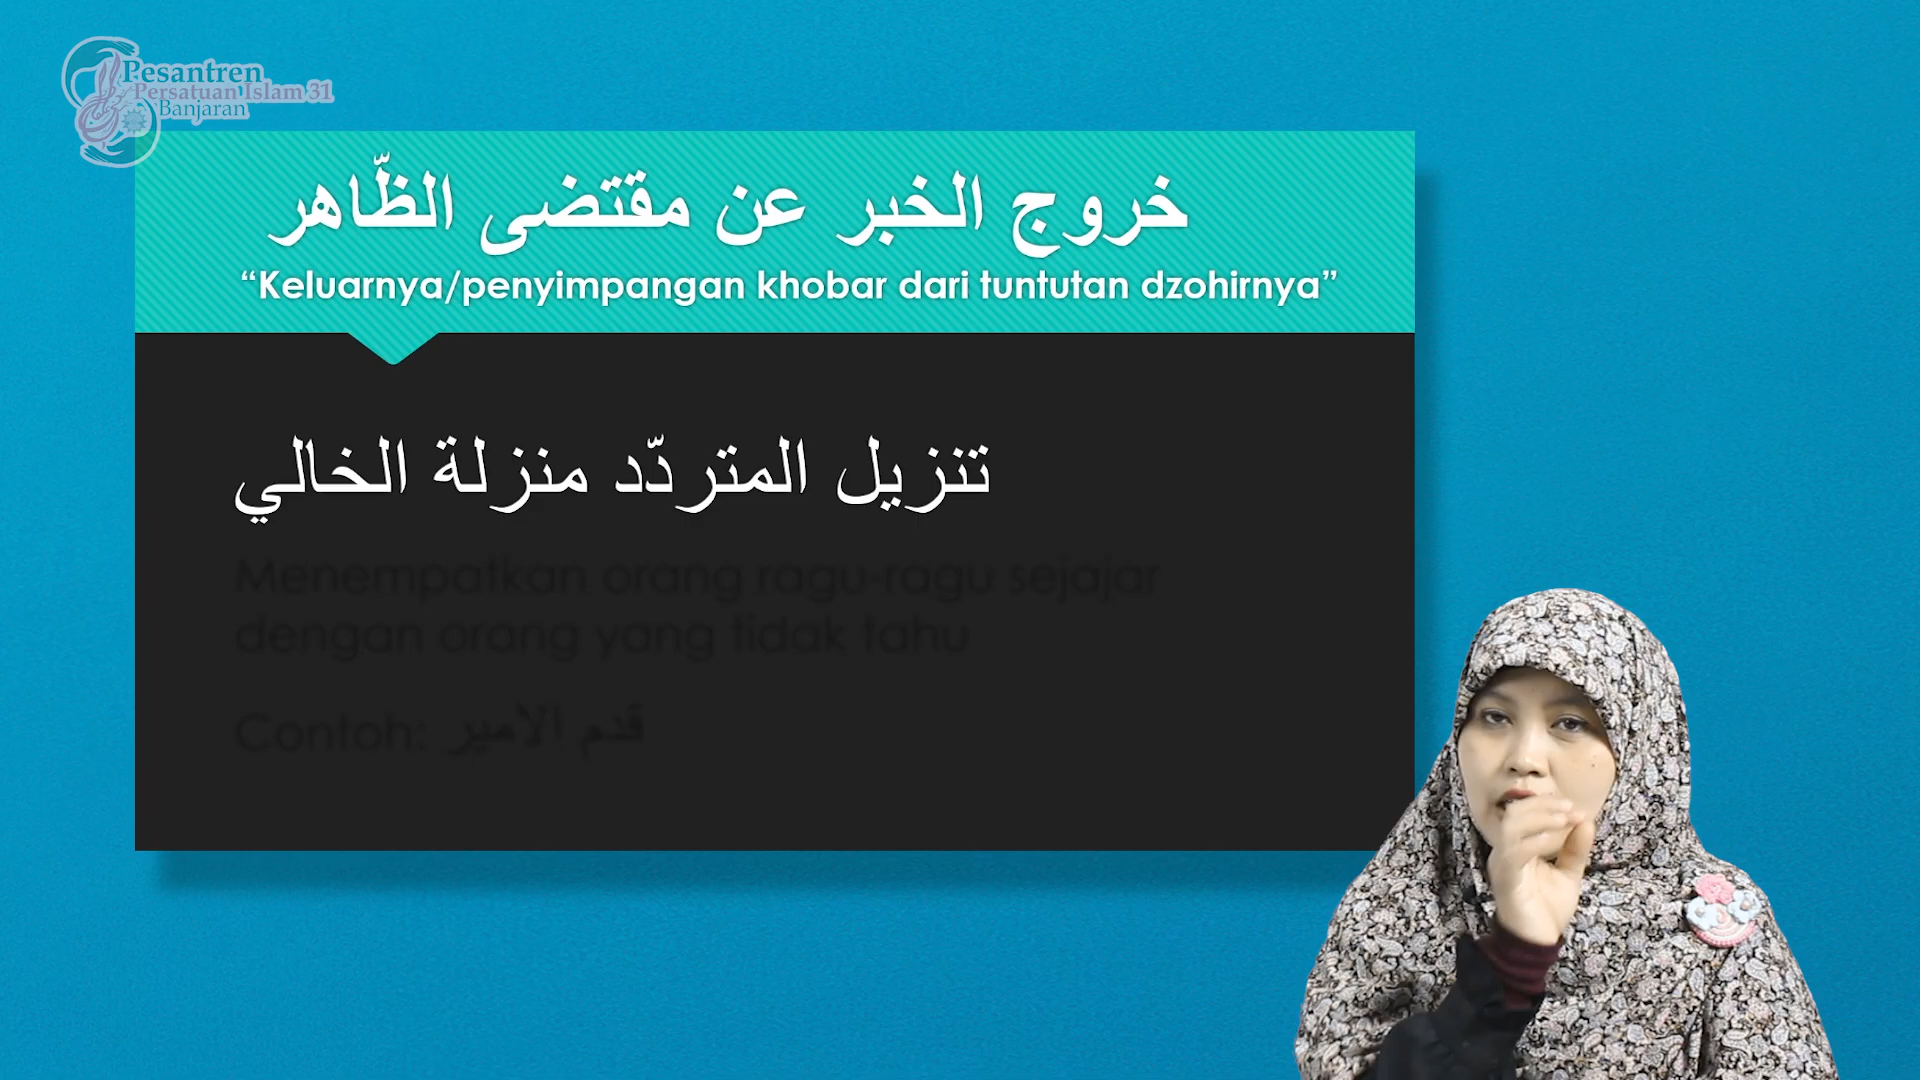 Pesantren
Persatuan Islam 31
Banjaran
خروج الخبر عن مقتضى الظّاهر
“Keluarnya/penyimpangan khobar dari tuntutan dzohirnya”
تنزيل المتردّد منزلة الخالي
Menempatkan orang ragu-ragu sejajar
dengan orang yang tidak tahu
Contoh: قدم الامير